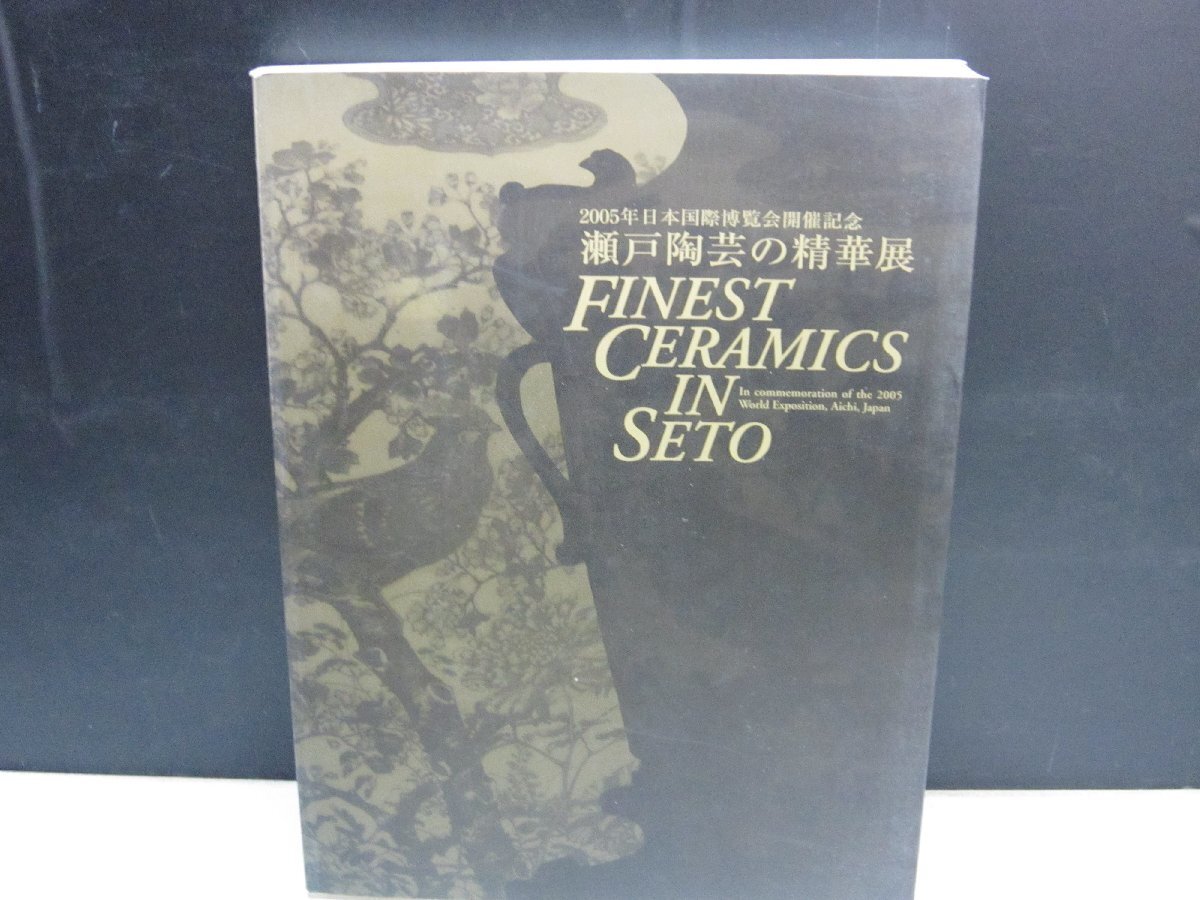 2005年日本国際博覧会開催記念
瀬戸陶芸の精華展
FINEST
CERAMICS
IN
In commemoration of the 2005
World Exposition, Aichi, Japan
SETO